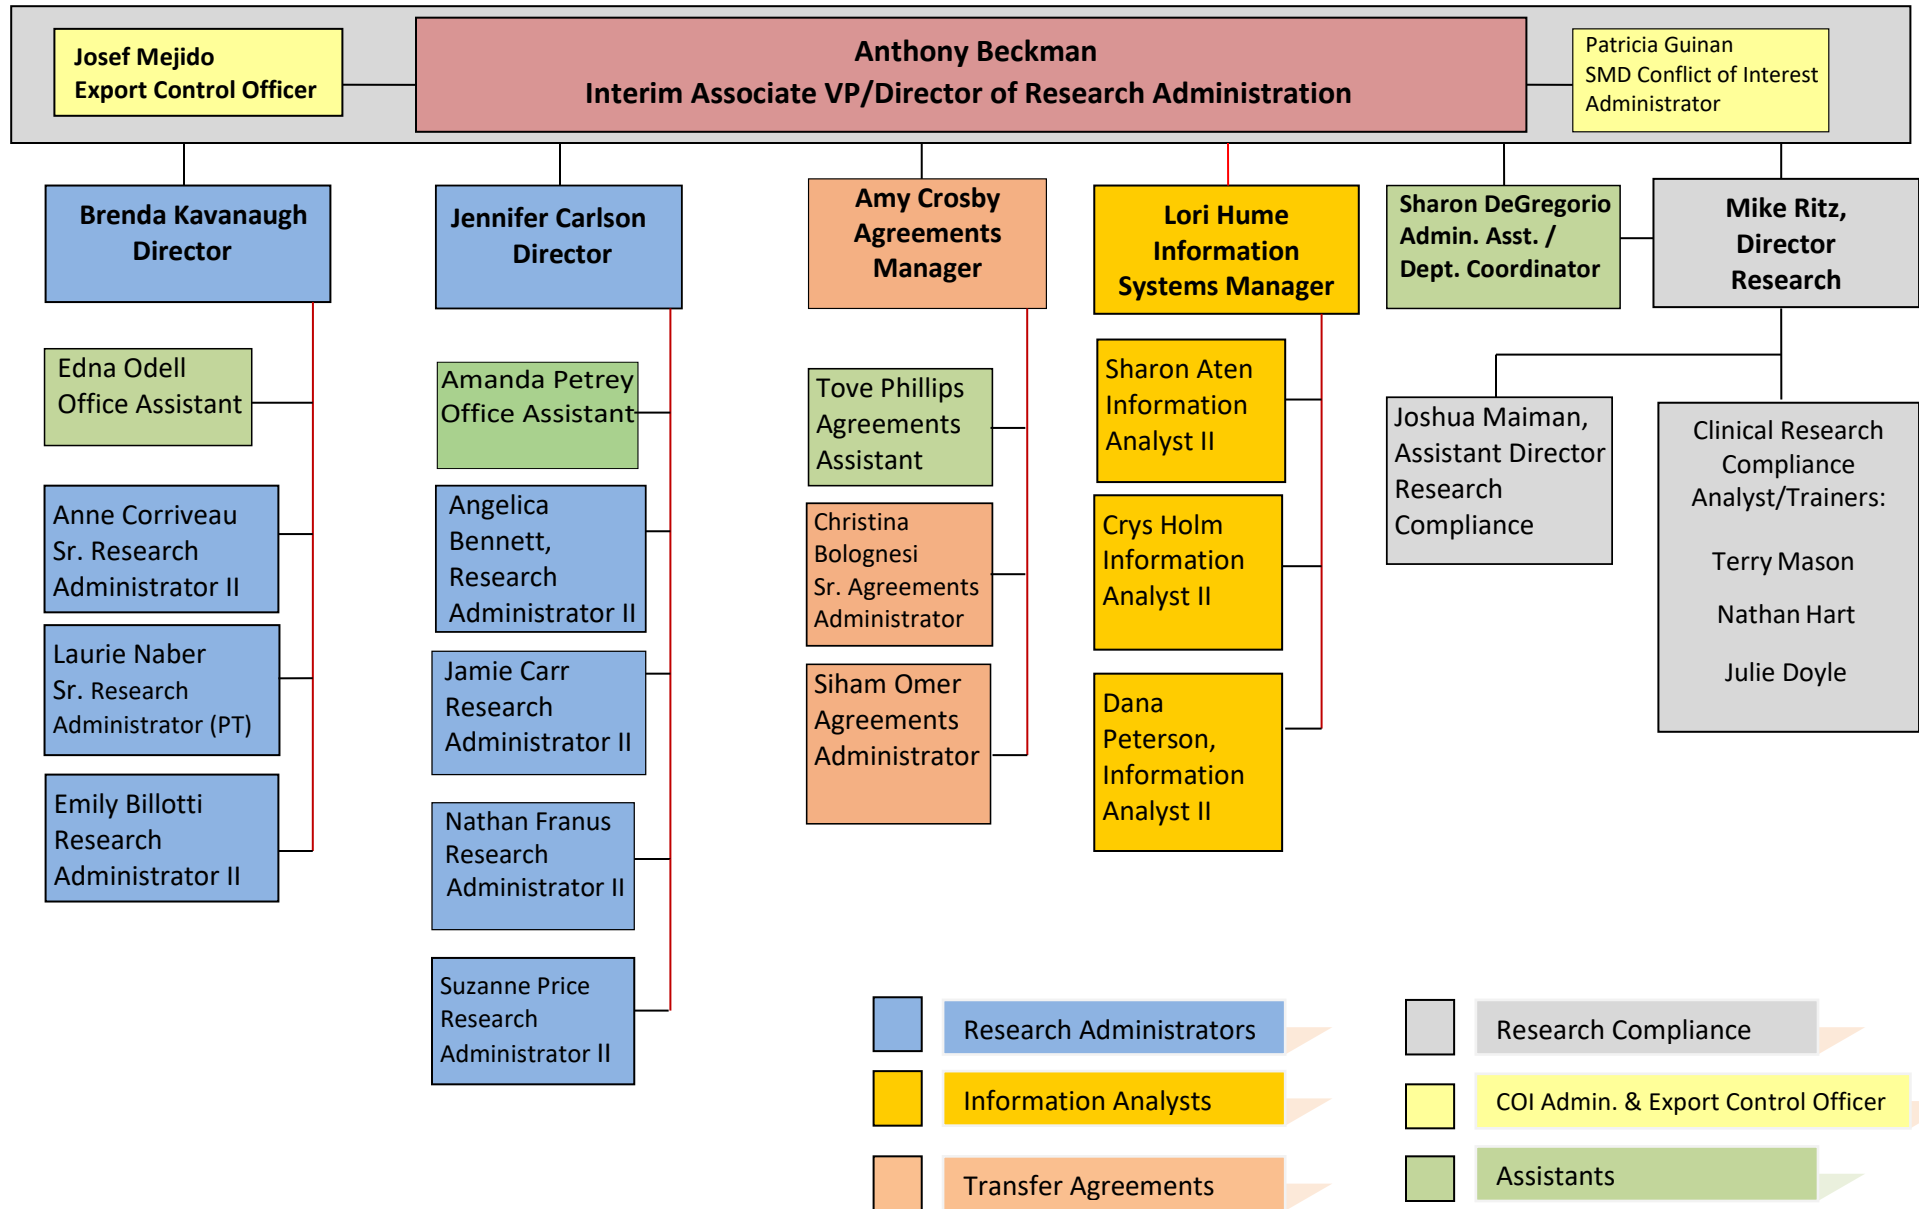 Josef Mejido
Export Control Officer
Anthony Beckman
Interim Associate VP/Director of Research Administration
Patricia Guinan
SMD Conflict of Interest
Administrator
Brenda Kavanaugh
Director
Jennifer Carlson
Director
Amy Crosby
Agreements
Manager
Lori Hume
Information
Systems Manager
Sharon DeGregorio
Admin. Asst. /
Dept. Coordinator
Mike Ritz,
Director
Research
Edna Odell
Office Assistant
Anne Corriveau
Sr. Research
Administrator II
Laurie Naber
Sr. Research
Administrator (PT)
Emily Billotti
Research
Administrator II
Amanda Petrey
Office Assistant
Angelica
Bennett,
Research
Administrator II
Jamie Carr
Research
Administrator II
Nathan Franus
Research
Administrator II
Suzanne Price
Research
Administrator II
Tove Phillips
Agreements
Assistant
Christina
Bolognesi
Sr. Agreements
Administrator
Siham Omer
Agreements
Administrator
Sharon Aten
Information
Analyst II
Crys Holm
Information
Analyst II
Dana
Peterson,
Information
Analyst II
Joshua Maiman,
Assistant Director
Research
Compliance
Clinical Research
Compliance
Analyst/Trainers:
Terry Mason
Nathan Hart
Julie Doyle
Research Administrators
Information Analysts
Transfer Agreements
Research Compliance
COI Admin. & Export Control Officer
Assistants